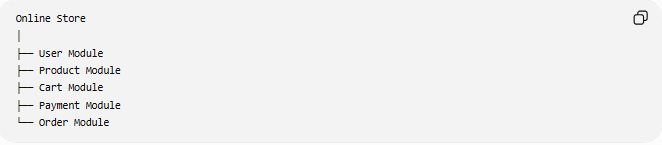 Online Store
│
├── User Module
├── Product Module
├── Cart Module
├── Payment Module
└── Order Module